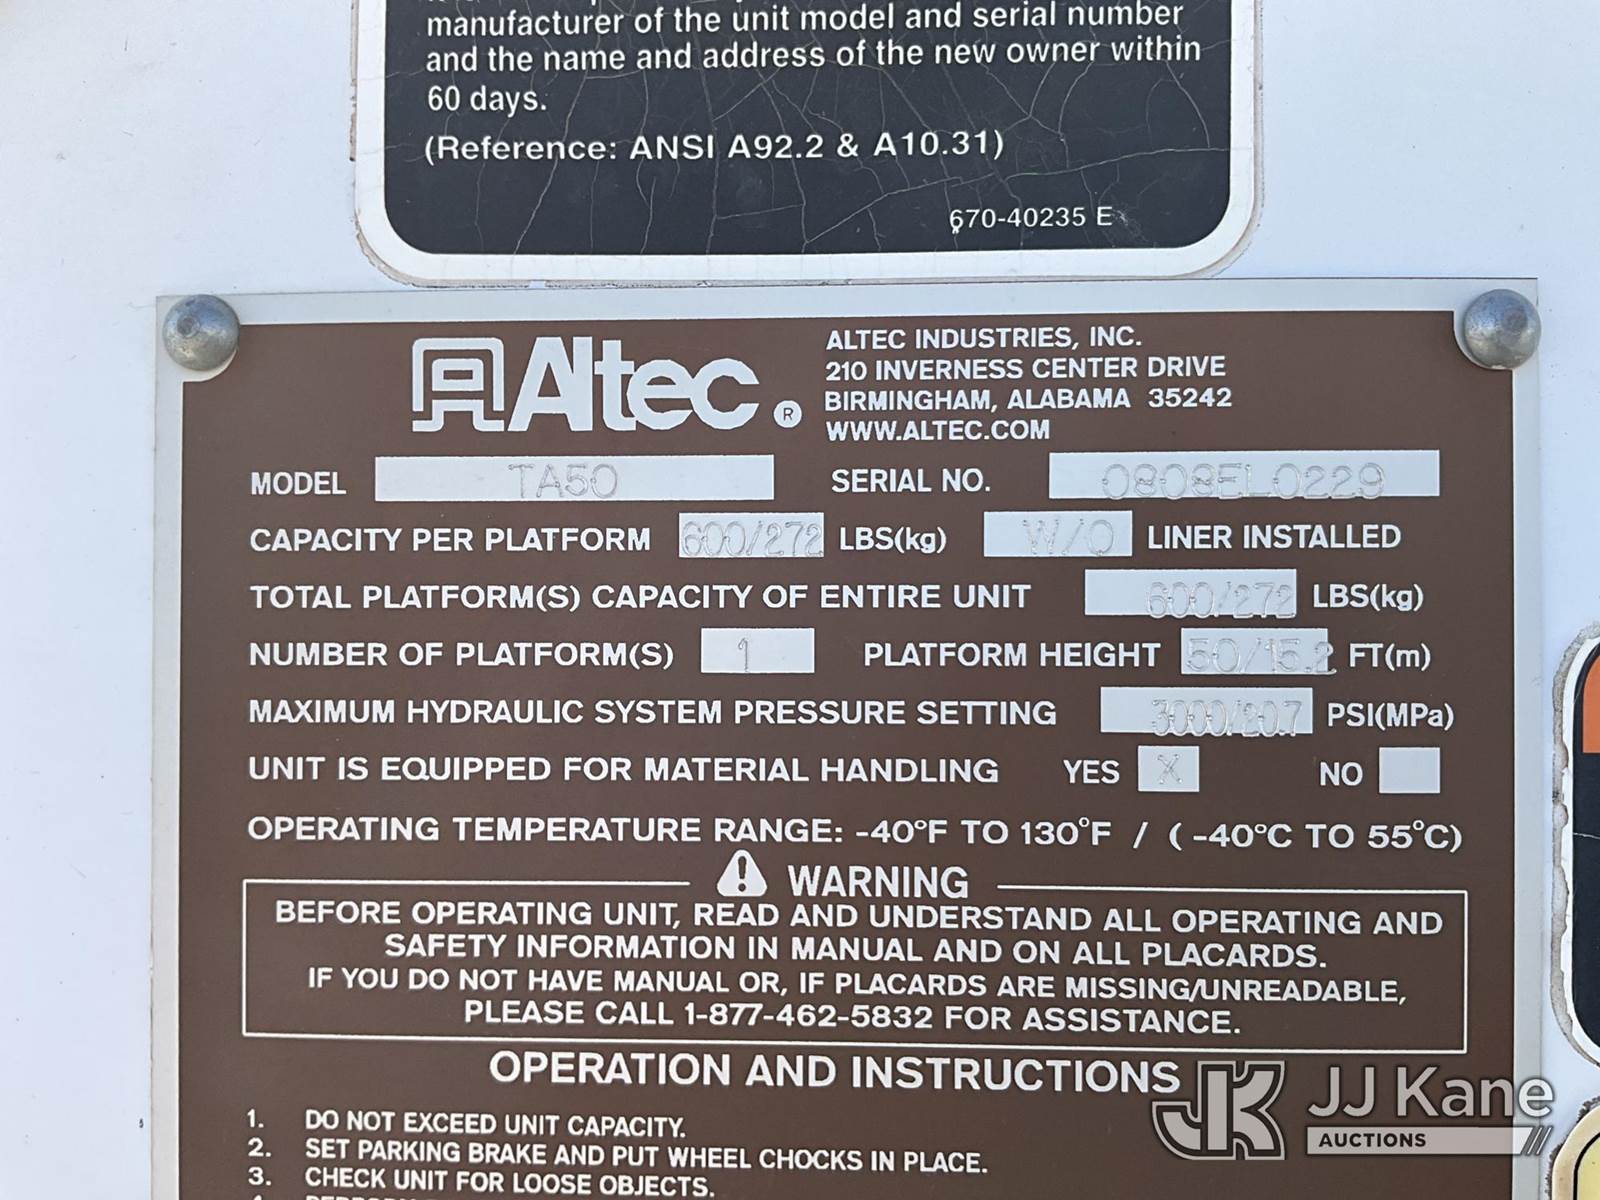 manufacturer of the unit model and serial number
and the name and address of the new owner within
60 days.
(Reference: ANSI A92.2 & A10.31)
670-40235 E
Altec ®
ALTEC INDUSTRIES, INC.
210 INVERNESS CENTER DRIVE
BIRMINGHAM, ALABAMA 35242
WWW.ALTEC.COM
MODEL TA50 SERIAL NO. 0808EL0229
CAPACITY PER PLATFORM 600/272 LBS(kg) W/O LINER INSTALLED
TOTAL PLATFORM(S) CAPACITY OF ENTIRE UNIT 600/272 LBS(kg)
NUMBER OF PLATFORM(S) 1 PLATFORM HEIGHT 50/15.2 FT(m)
MAXIMUM HYDRAULIC SYSTEM PRESSURE SETTING 3000/20.7 PSI(MPa)
UNIT IS EQUIPPED FOR MATERIAL HANDLING YES X NO
OPERATING TEMPERATURE RANGE: -40°F TO 130°F / ( -40°C TO 55°C)
WARNING
BEFORE OPERATING UNIT, READ AND UNDERSTAND ALL OPERATING AND
SAFETY INFORMATION IN MANUAL AND ON ALL PLACARDS.
IF YOU DO NOT HAVE MANUAL OR, IF PLACARDS ARE MISSING/UNREADABLE,
PLEASE CALL 1-877-462-5832 FOR ASSISTANCE.
OPERATION AND INSTRUCTIONS
1. DO NOT EXCEED UNIT CAPACITY.
2. SET PARKING BRAKE AND PUT WHEEL CHOCKS IN PLACE.
3. CHECK UNIT FOR LOOSE OBJECTS.
JK JJ Kane
AUCTIONS